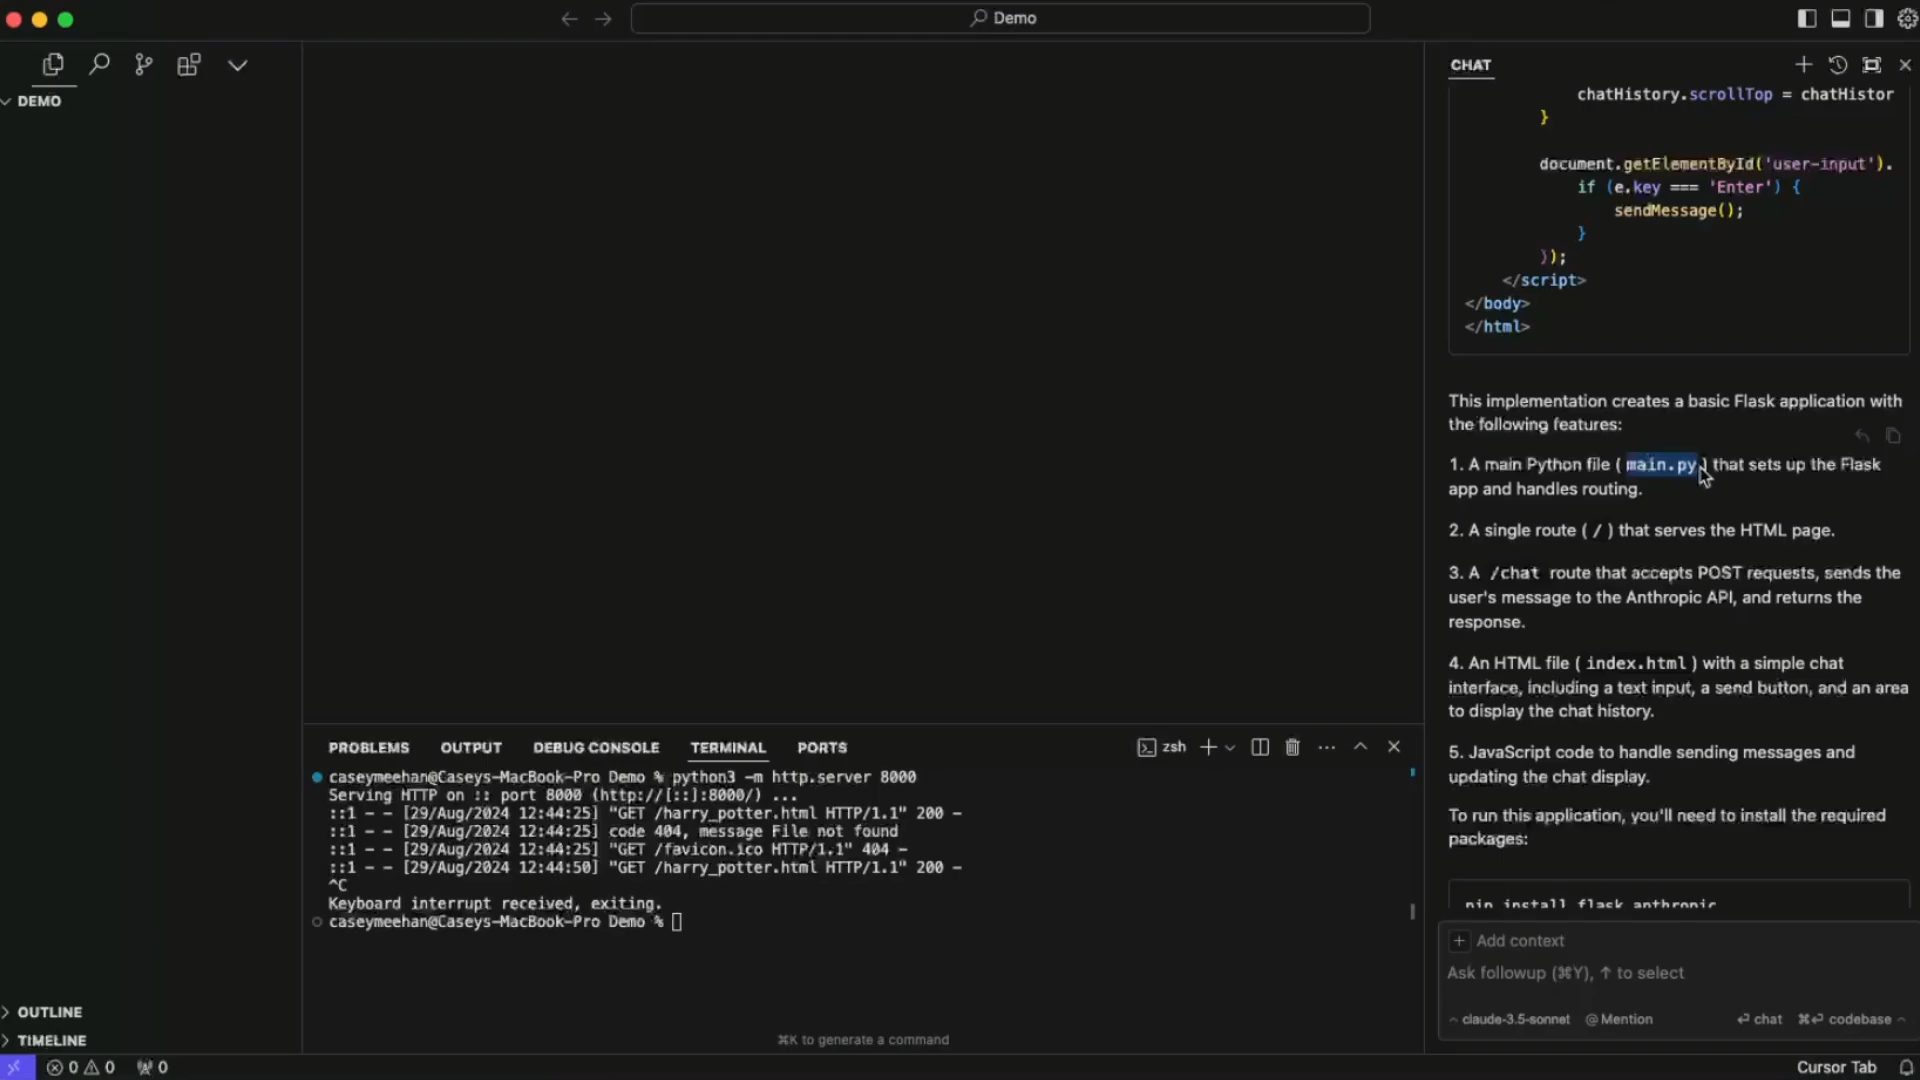 Demo
DEMO
CHAT
chatHistory.scrollTop = chatHistor
}
document.getElementById('user-input').
if (e.key === 'Enter') {
sendMessage();
}
});
</script>
</body>
</html>
This implementation creates a basic Flask application with
the following features:
1. A main Python file ( main.py ) that sets up the Flask
app and handles routing.
2. A single route ( / ) that serves the HTML page.
3. A /chat route that accepts POST requests, sends the
user's message to the Anthropic API, and returns the
response.
4. An HTML file ( index.html ) with a simple chat
interface, including a text input, a send button, and an area
to display the chat history.
5. JavaScript code to handle sending messages and
updating the chat display.
To run this application, you'll need to install the required
packages:
pip install flask anthropic
+ Add context
Ask followup (⌘Y), ↑ to select
claude-3.5-sonnet @ Mention ⏎ chat ⌘⏎ codebase
PROBLEMS OUTPUT DEBUG CONSOLE TERMINAL PORTS zsh
caseymeehan@Caseys-MacBook-Pro Demo % python3 -m http.server 8000
Serving HTTP on :: port 8000 (http://[::]:8000/) ...
::1 - - [29/Aug/2024 12:44:25] "GET /harry_potter.html HTTP/1.1" 200 -
::1 - - [29/Aug/2024 12:44:25] code 404, message File not found
::1 - - [29/Aug/2024 12:44:25] "GET /favicon.ico HTTP/1.1" 404 -
::1 - - [29/Aug/2024 12:44:50] "GET /harry_potter.html HTTP/1.1" 200 -
^C
Keyboard interrupt received, exiting.
caseymeehan@Caseys-MacBook-Pro Demo %
⌘K to generate a command
OUTLINE
TIMELINE
0 0 0
Cursor Tab